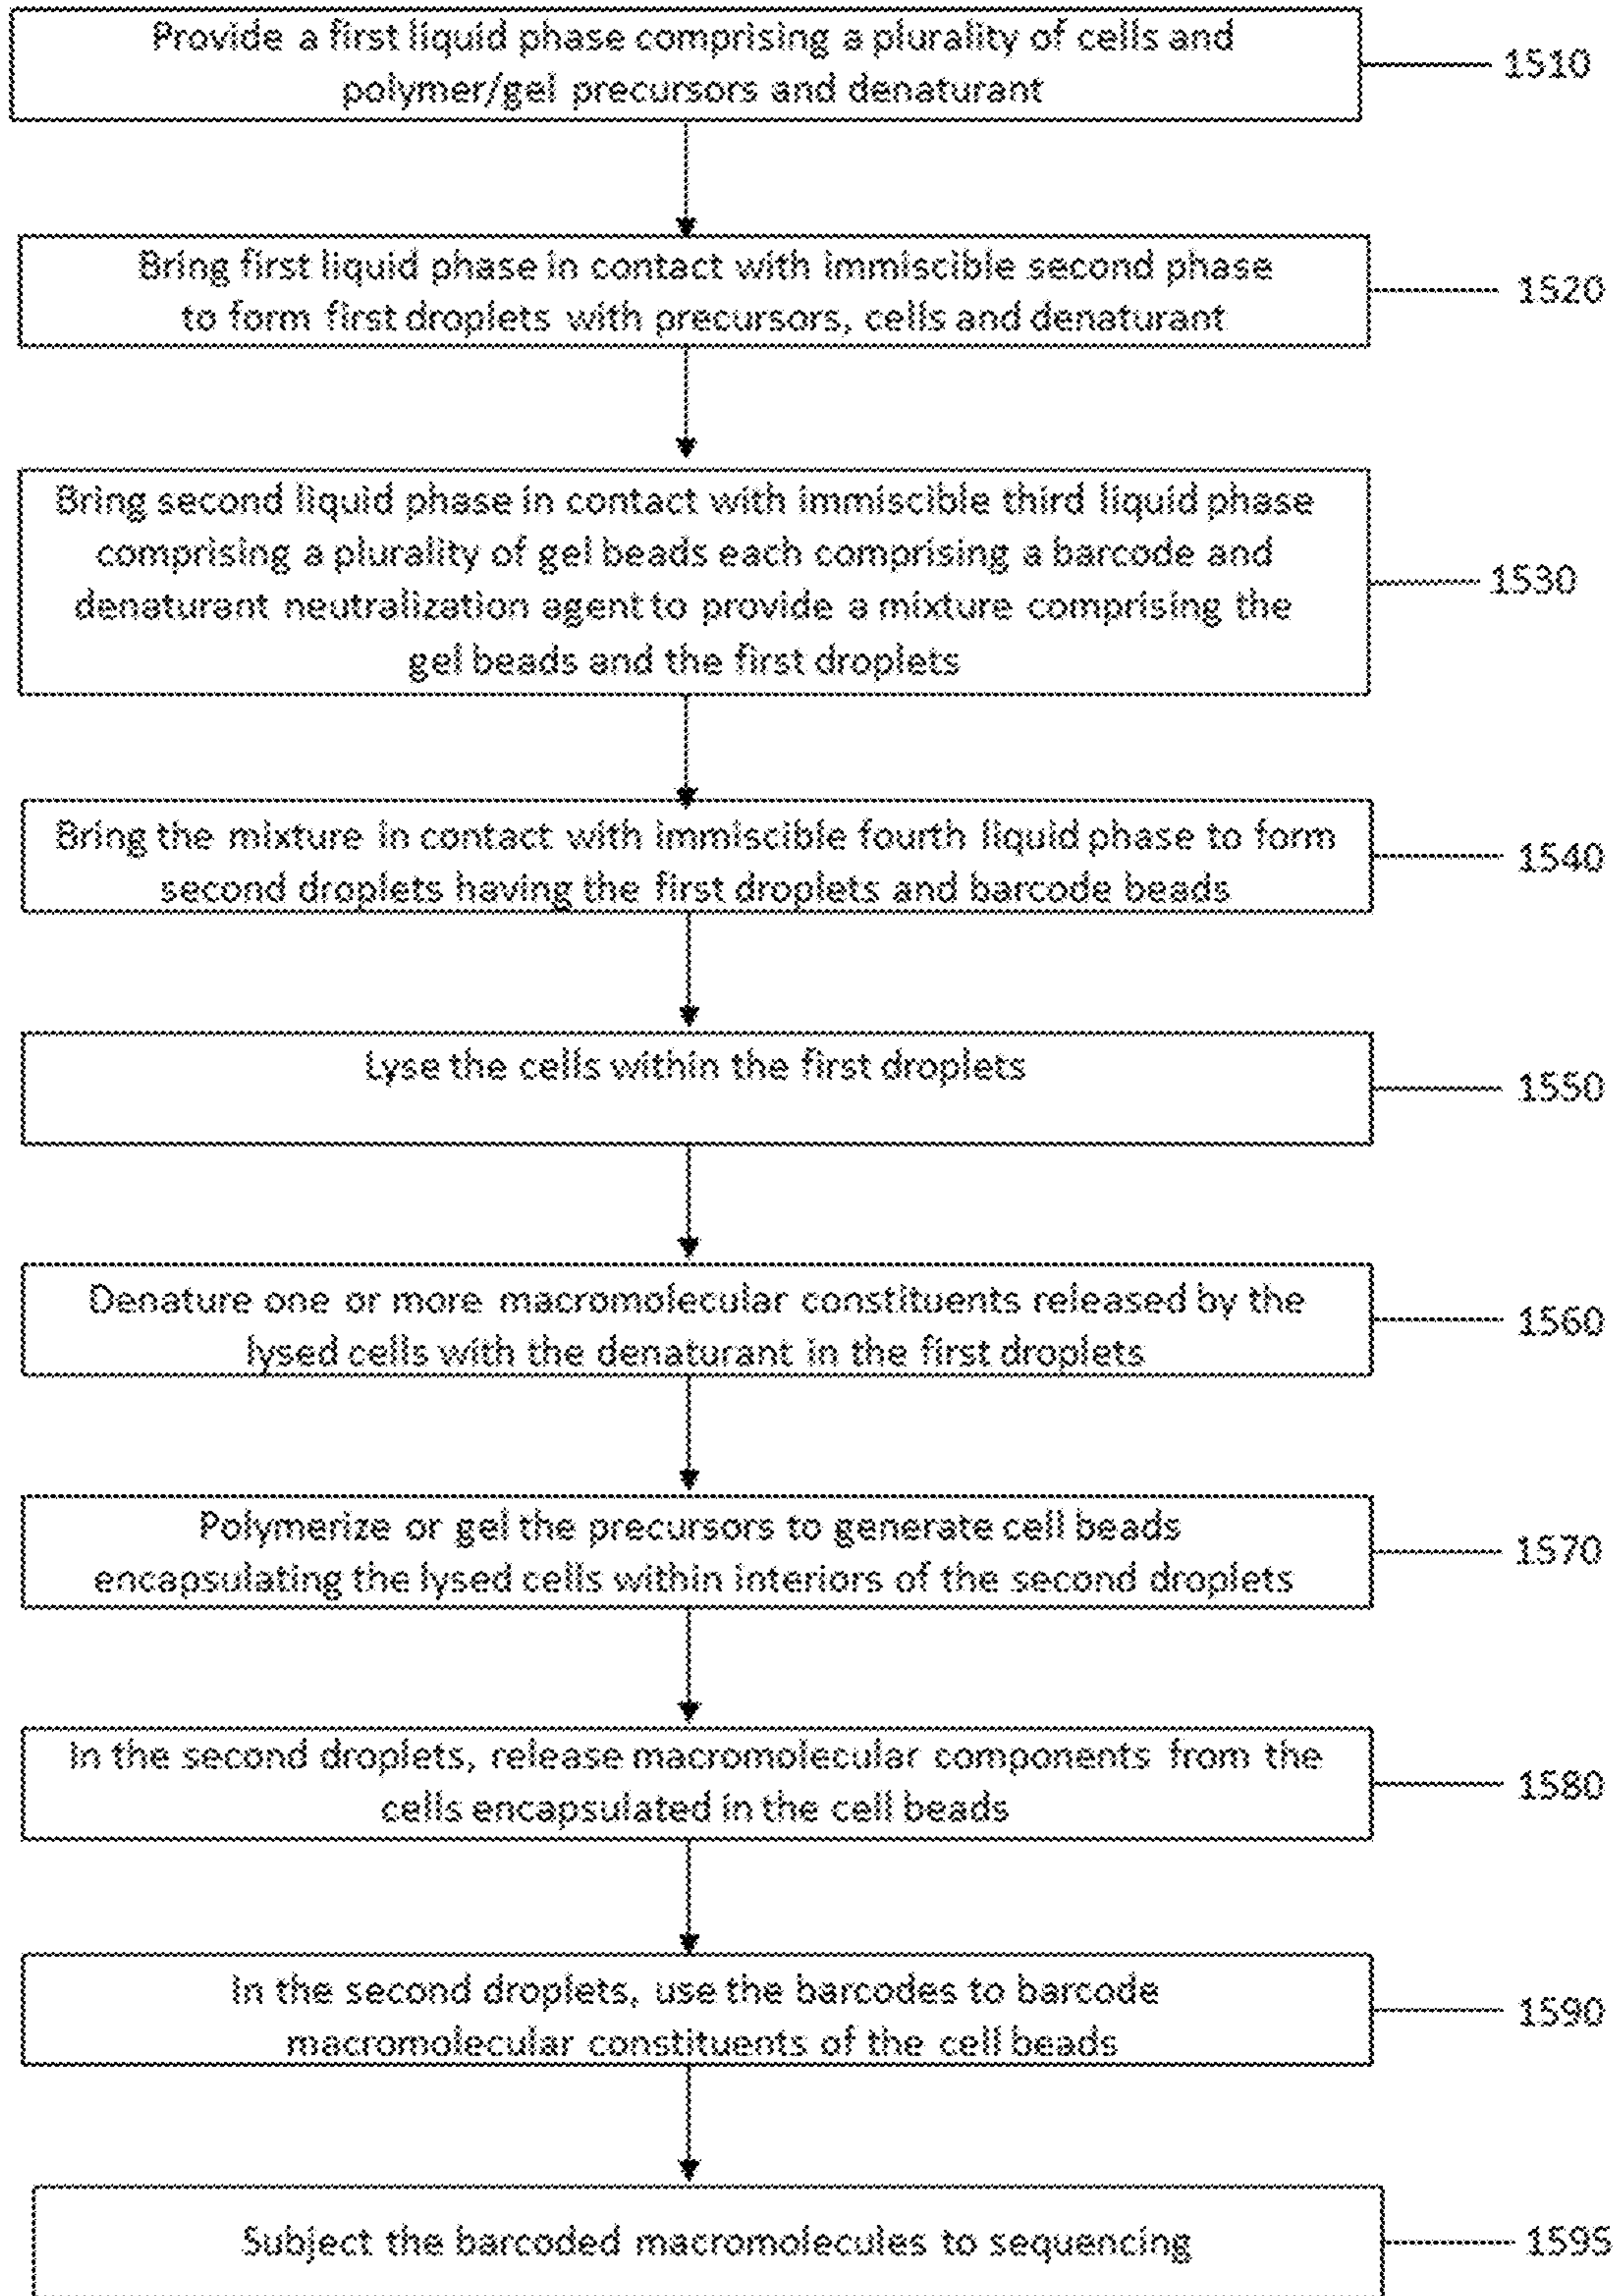 Provide a first liquid phase comprising a plurality of cells and
polymer/gel precursors and denaturant
1510
Bring first liquid phase in contact with immiscible second phase
to form first droplets with precursors, cells and denaturant
1520
Bring second liquid phase in contact with immiscible third liquid phase
comprising a plurality of gel beads each comprising a barcode and
denaturant neutralization agent to provide a mixture comprising the
gel beads and the first droplets
1530
Bring the mixture in contact with immiscible fourth liquid phase to form
second droplets having the first droplets and barcode beads
1540
Lyse the cells within the first droplets
1550
Denature one or more macromolecular constituents released by the
lysed cells with the denaturant in the first droplets
1560
Polymerize or gel the precursors to generate cell beads
encapsulating the lysed cells within interiors of the second droplets
1570
In the second droplets, release macromolecular components from the
cells encapsulated in the cell beads
1580
In the second droplets, use the barcodes to barcode
macromolecular constituents of the cell beads
1590
Subject the barcoded macromolecules to sequencing
1595